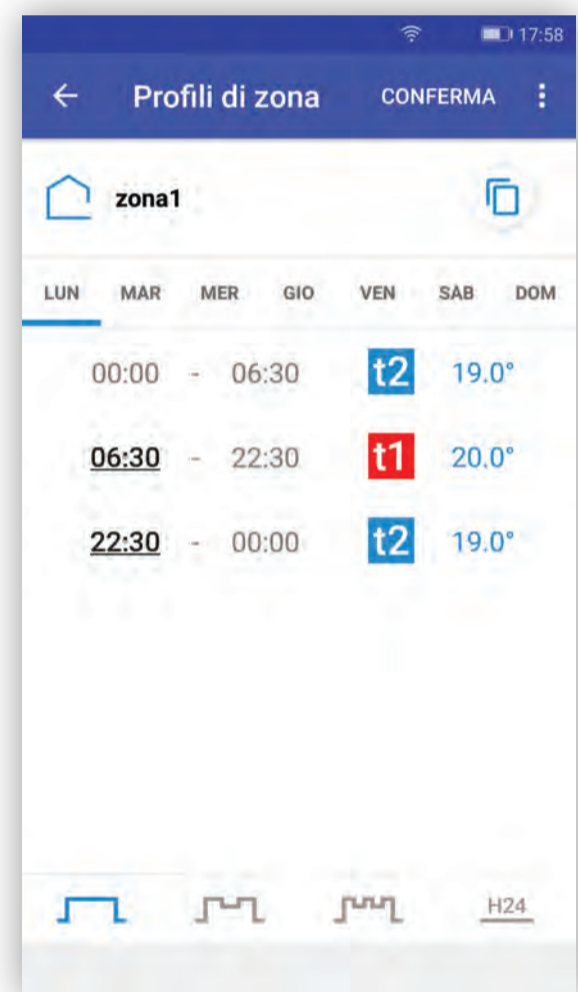 17:58
Profili di zona CONFERMA
zona1
LUN MAR MER GIO VEN SAB DOM
00:00 - 06:30 t2 19.0°
06:30 - 22:30 t1 20.0°
22:30 - 00:00 t2 19.0°
H24